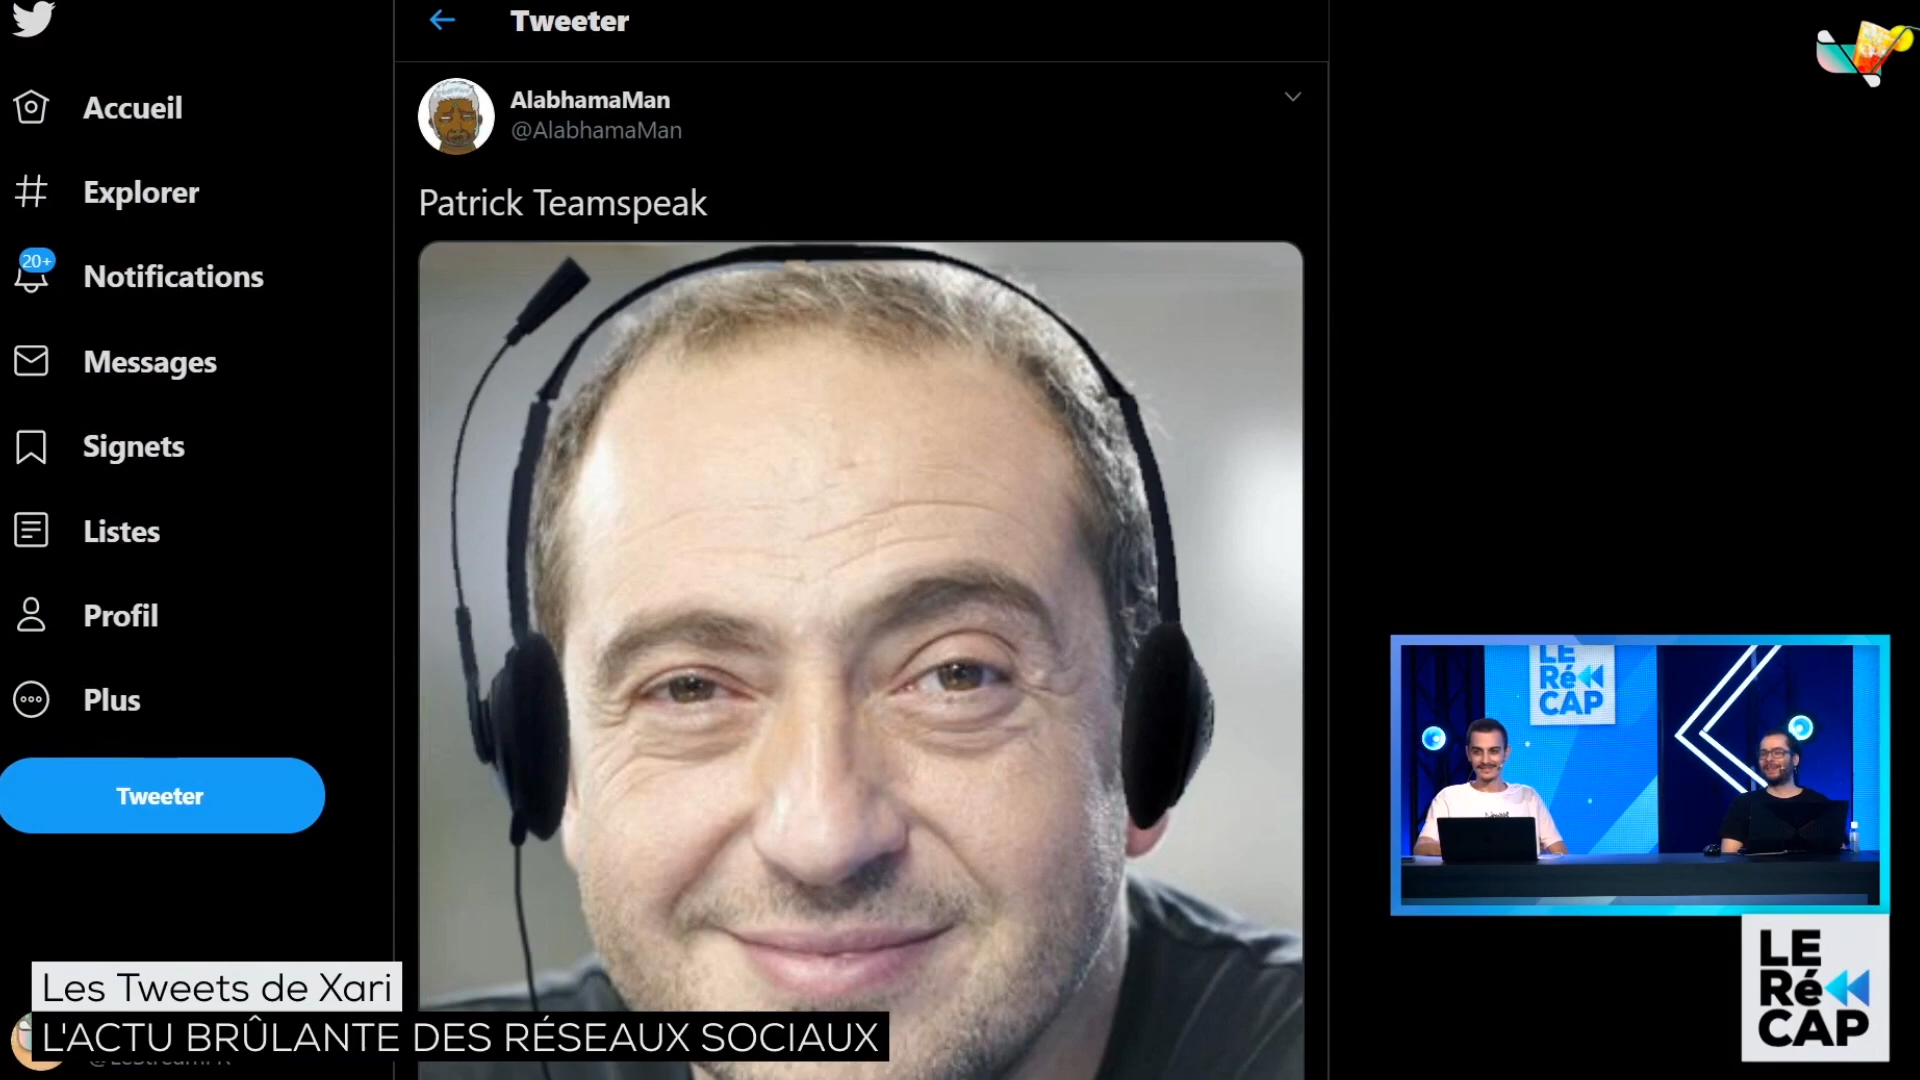 Accueil
Explorer
20+
Notifications
Messages
Signets
Listes
Profil
Plus
Tweeter
Tweeter
AlabhamaMan
@AlabhamaMan
Patrick Teamspeak
LE
Ré
CAP
LE
Ré
CAP
Les Tweets de Xari
L'ACTU BRÛLANTE DES RÉSEAUX SOCIAUX